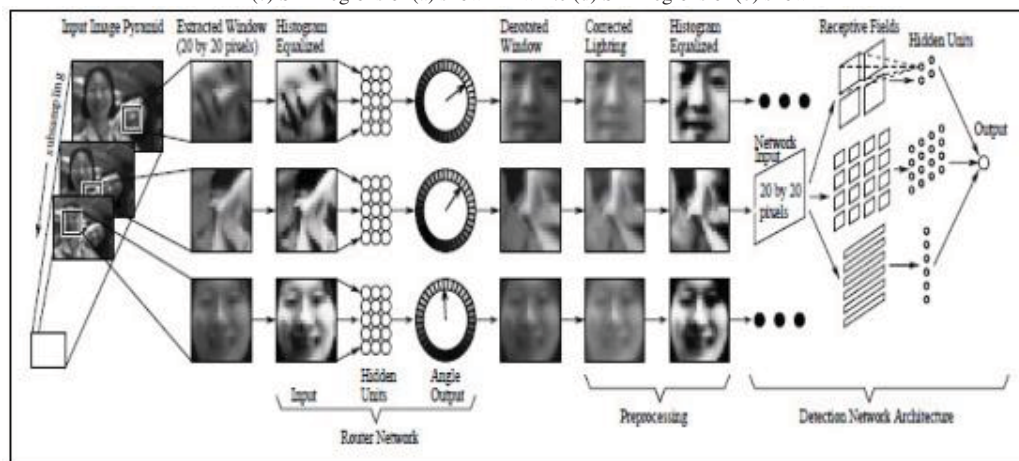 Input Image Pyramid
Extracted Window
(20 by 20 pixels)
Histogram
Equalized
Derotated
Window
Corrected
Lighting
Histogram
Equalized
Receptive Fields
Hidden Units
subsampling
Network
Input
20 by 20
pixels
Output
Input
Hidden
Units
Angle
Output
Router Network
Preprocessing
Detection Network Architecture